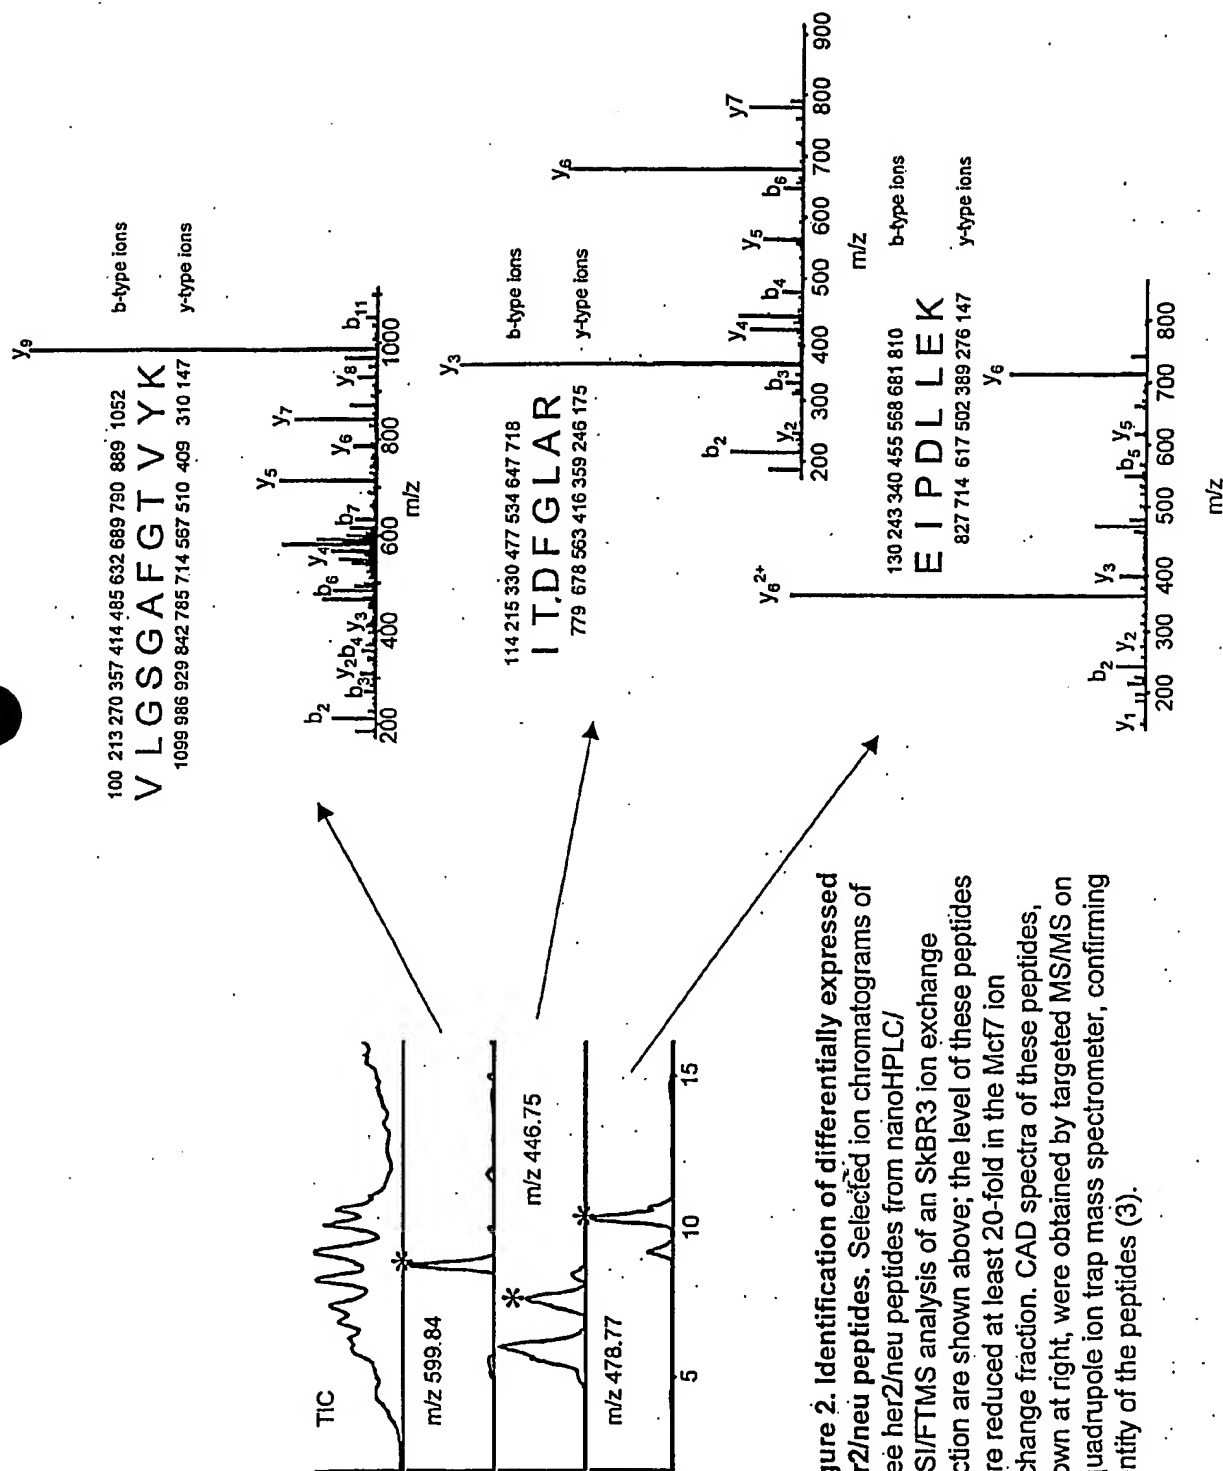 TIC
m/z 599.84
*
m/z 446.75
*
m/z 478.77
*
5 10 15
100 213 270 357 414 485 632 689 790 889 1052
b-type ions
V L G S G A F G T V Y K
1099 986 929 842 785 714 567 510 409 310 147
y-type ions
b2 b3 y2 b4 y3 b6 y4 b7 y5 y6 y7 y8 y9 b11
200 400 600 800 1000
m/z
114 215 330 477 534 647 718
b-type ions
I T D F G L A R
779 678 563 416 359 246 175
y-type ions
b2 y2 b3 y3 y4 b4 y5 b6 y6 y7
200 300 400 500 600 700 800 900
m/z
130 243 340 455 568 681 810
b-type ions
E I P D L L E K
827 714 617 502 389 276 147
y-type ions
y1 b2 y2 y6 2+ y3 b5 y5 y6
200 300 400 500 600 700 800
m/z
gure 2. Identification of differentially expressed
r2/neu peptides. Selected ion chromatograms of
ee her2/neu peptides from nanoHPLC/
SI/FTMS analysis of an SkBR3 ion exchange
ction are shown above; the level of these peptides
re reduced at least 20-fold in the Mcf7 ion
change fraction. CAD spectra of these peptides,
own at right, were obtained by targeted MS/MS on
uadrupole ion trap mass spectrometer, confirming
entity of the peptides (3).